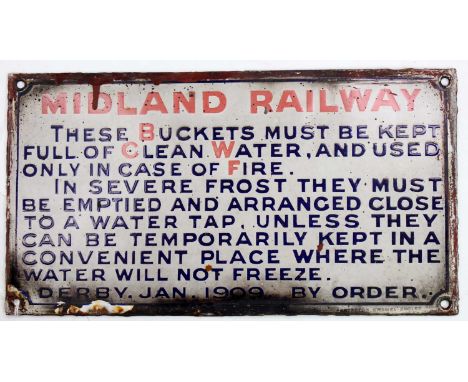 MIDLAND RAILWAY
THESE BUCKETS MUST BE KEPT
FULL OF CLEAN WATER, AND USED
ONLY IN CASE OF FIRE.
IN SEVERE FROST THEY MUST
BE EMPTIED AND ARRANGED CLOSE
TO A WATER TAP, UNLESS THEY
CAN BE TEMPORARILY KEPT IN A
CONVENIENT PLACE WHERE THE
WATER WILL NOT FREEZE.
DERBY. JAN. 1909. BY ORDER.